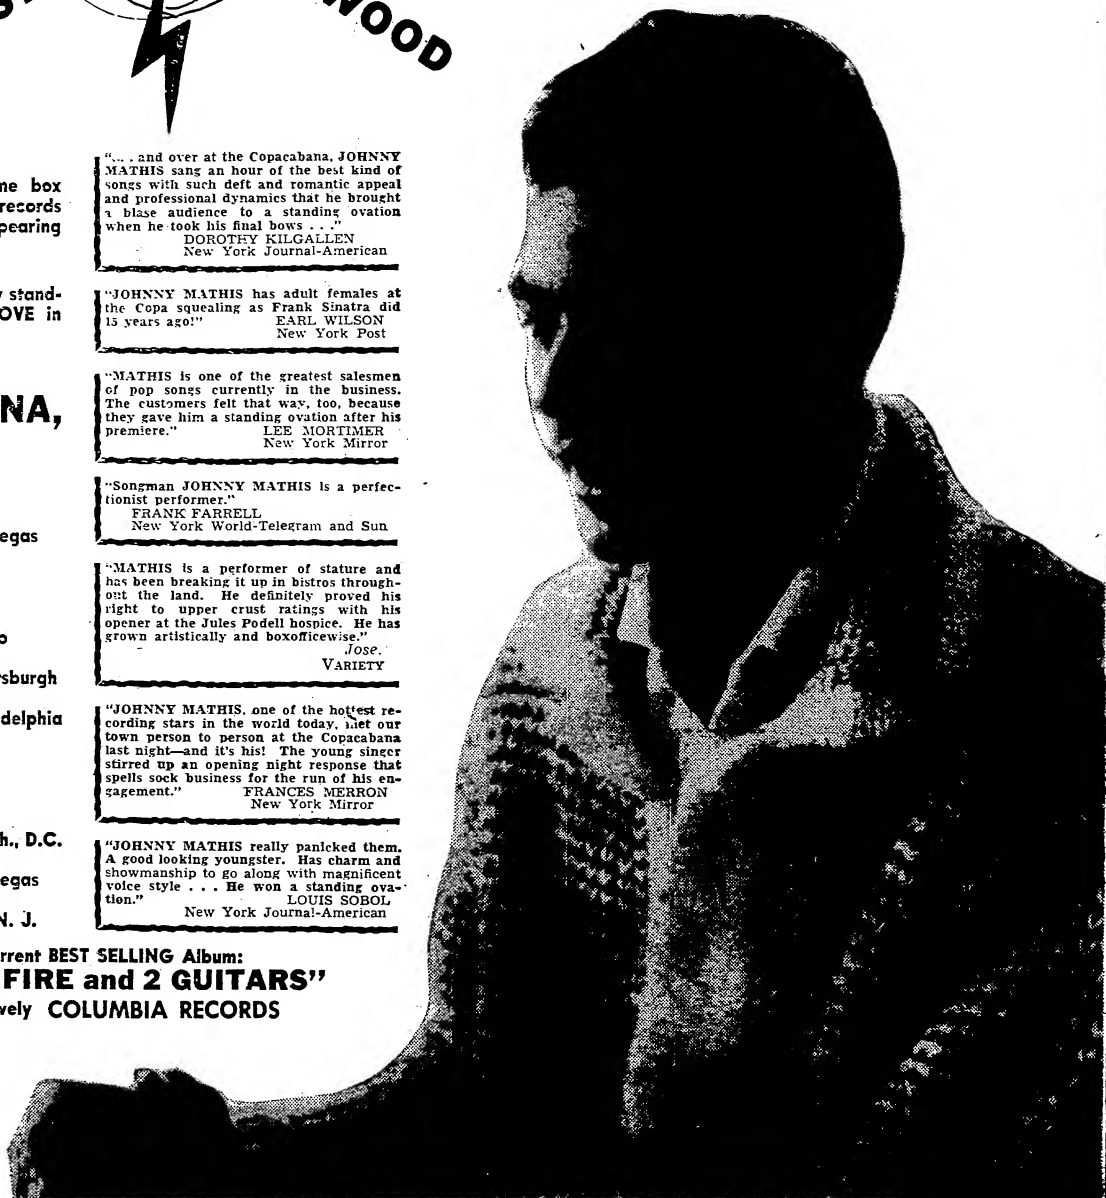 WOOD
me box
records
pearing
y stand-
OVE in
NA,
egas
o
rsburgh
delphia
h., D.C.
egas
N. J.
". . . and over at the Copacabana, JOHNNY
MATHIS sang an hour of the best kind of
songs with such deft and romantic appeal
and professional dynamics that he brought
a blase audience to a standing ovation
when he took his final bows . . ."
DOROTHY KILGALLEN
New York Journal-American
"JOHNNY MATHIS has adult females at
the Copa squealing as Frank Sinatra did
15 years ago!" EARL WILSON
New York Post
"MATHIS is one of the greatest salesmen
of pop songs currently in the business.
The customers felt that way, too, because
they gave him a standing ovation after his
premiere." LEE MORTIMER
New York Mirror
"Songman JOHNNY MATHIS is a perfec-
tionist performer."
FRANK FARRELL
New York World-Telegram and Sun
"MATHIS is a performer of stature and
has been breaking it up in bistros through-
out the land. He definitely proved his
right to upper crust ratings with his
opener at the Jules Podell hospice. He has
grown artistically and boxofficewise."
Jose.
VARIETY
"JOHNNY MATHIS, one of the hottest re-
cording stars in the world today, met our
town person to person at the Copacabana
last night—and it's his! The young singer
stirred up an opening night response that
spells sock business for the run of his en-
gagement." FRANCES MERRON
New York Mirror
"JOHNNY MATHIS really panicked them.
A good looking youngster. Has charm and
showmanship to go along with magnificent
voice style . . . He won a standing ova-
tion." LOUIS SOBOL
New York Journal-American
rrent BEST SELLING Album:
FIRE and 2 GUITARS"
vely COLUMBIA RECORDS